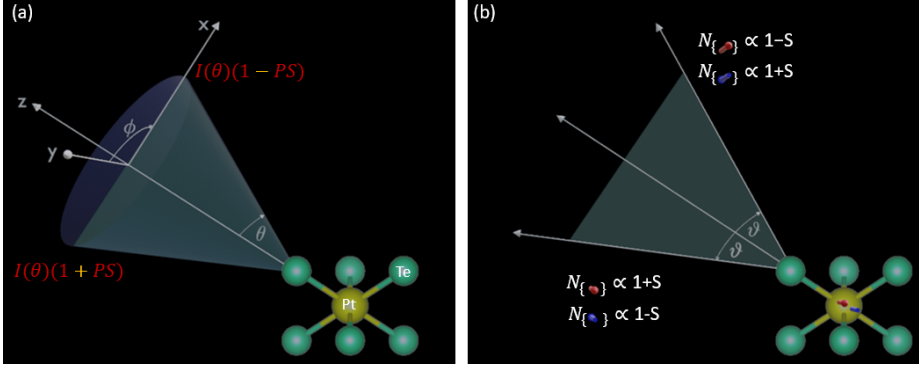 (a)
x
I(θ)(1 − PS)
z
ϕ
y
θ
I(θ)(1 + PS)
Te
Pt
(b)
N{ } ∝ 1−S
N{ } ∝ 1+S
ϑ
ϑ
N{ } ∝ 1+S
N{ } ∝ 1-S